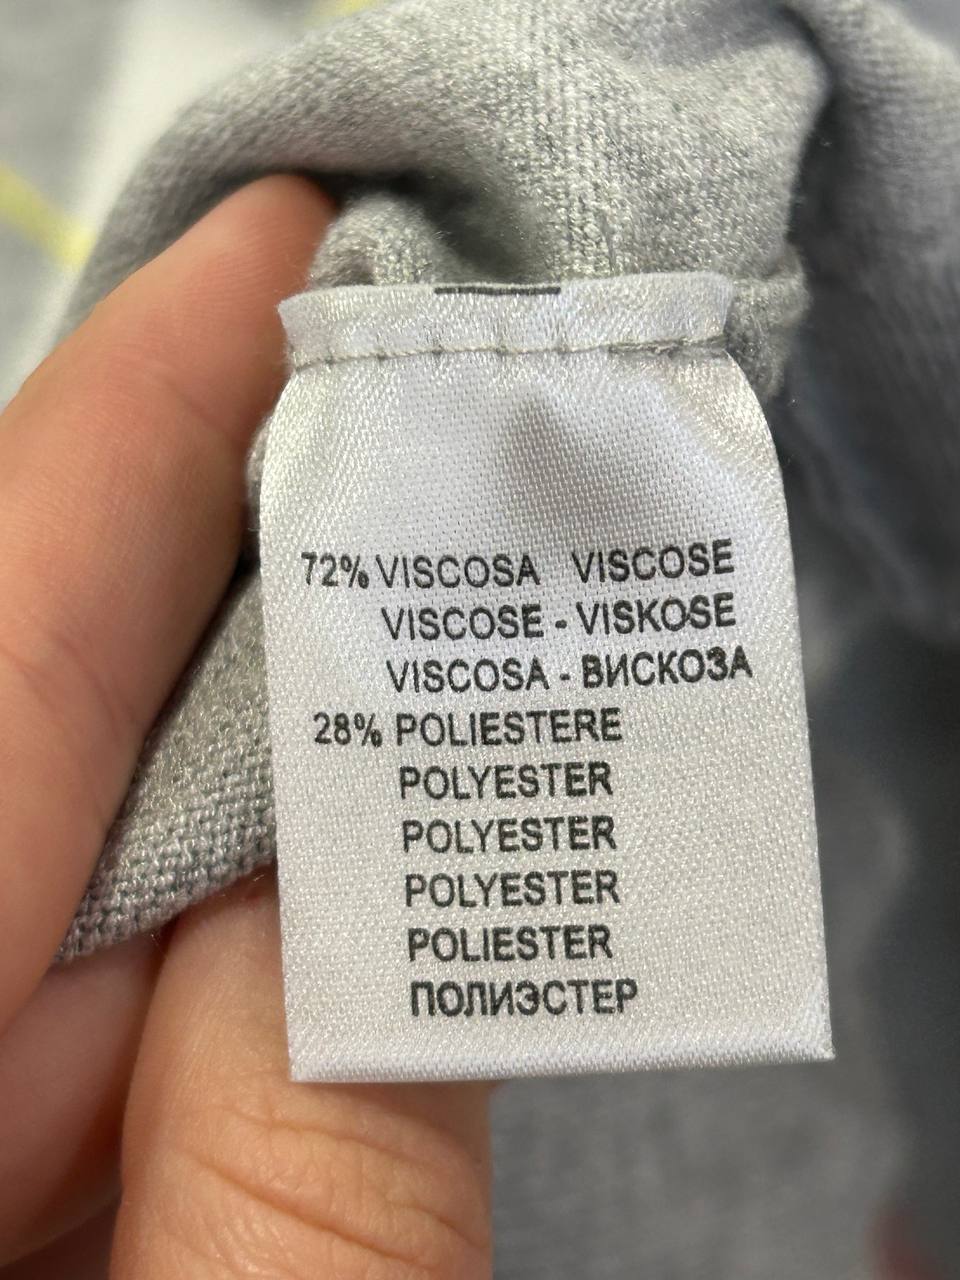 72% VISCOSA VISCOSE
VISCOSE - VISKOSE
VISCOSA - ВИСКОЗА
28% POLIESTERE
POLYESTER
POLYESTER
POLYESTER
POLIESTER
ПОЛИЭСТЕР